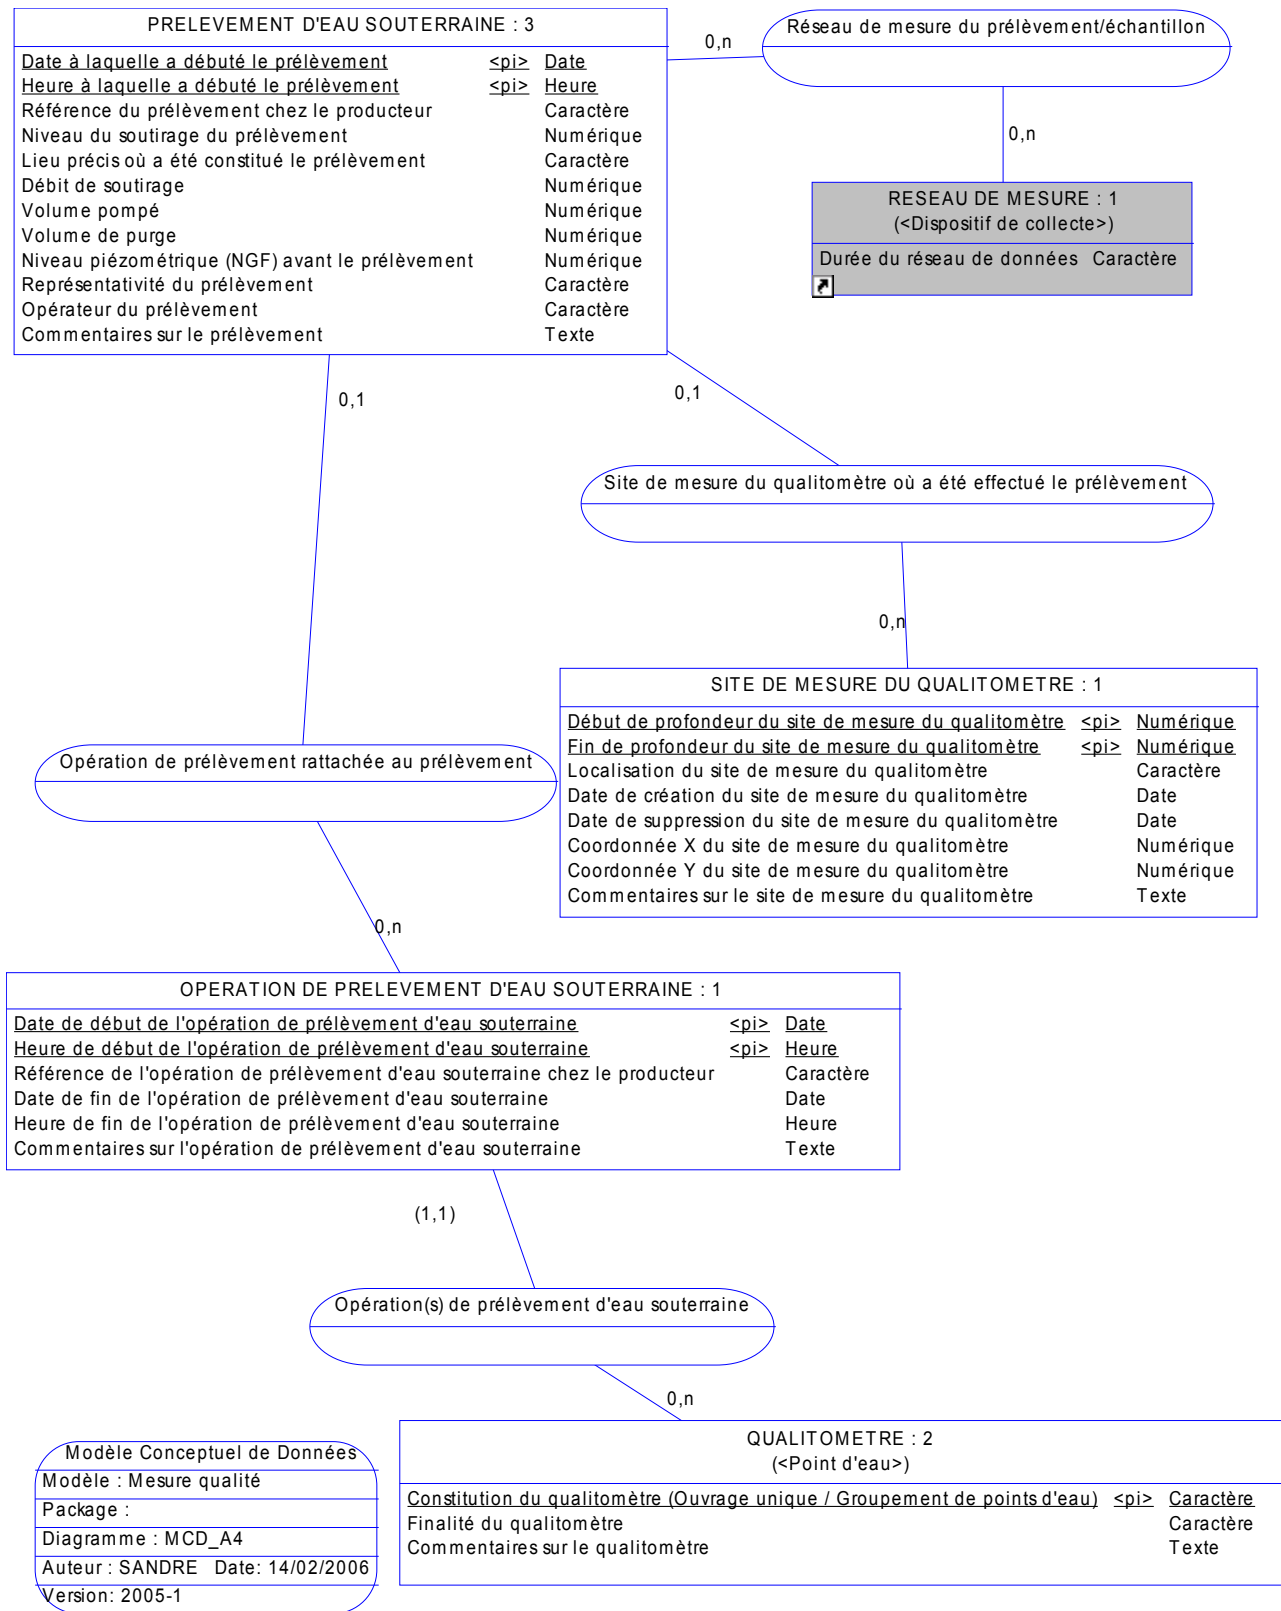 PRELEVEMENT D'EAU SOUTERRAINE : 3
Date à laquelle a débuté le prélèvement <pi> Date
Heure à laquelle a débuté le prélèvement <pi> Heure
Référence du prélèvement chez le producteur Caractère
Niveau du soutirage du prélèvement Numérique
Lieu précis où a été constitué le prélèvement Caractère
Débit de soutirage Numérique
Volume pompé Numérique
Volume de purge Numérique
Niveau piézométrique (NGF) avant le prélèvement Numérique
Représentativité du prélèvement Caractère
Opérateur du prélèvement Caractère
Commentaires sur le prélèvement Texte
0,n
Réseau de mesure du prélèvement/échantillon
0,n
RESEAU DE MESURE : 1
(<Dispositif de collecte>)
Durée du réseau de données Caractère
0,1
0,1
Site de mesure du qualitomètre où a été effectué le prélèvement
0,n
SITE DE MESURE DU QUALITOMETRE : 1
Début de profondeur du site de mesure du qualitomètre <pi> Numérique
Fin de profondeur du site de mesure du qualitomètre <pi> Numérique
Localisation du site de mesure du qualitomètre Caractère
Date de création du site de mesure du qualitomètre Date
Date de suppression du site de mesure du qualitomètre Date
Coordonnée X du site de mesure du qualitomètre Numérique
Coordonnée Y du site de mesure du qualitomètre Numérique
Commentaires sur le site de mesure du qualitomètre Texte
Opération de prélèvement rattachée au prélèvement
0,n
OPERATION DE PRELEVEMENT D'EAU SOUTERRAINE : 1
Date de début de l'opération de prélèvement d'eau souterraine <pi> Date
Heure de début de l'opération de prélèvement d'eau souterraine <pi> Heure
Référence de l'opération de prélèvement d'eau souterraine chez le producteur Caractère
Date de fin de l'opération de prélèvement d'eau souterraine Date
Heure de fin de l'opération de prélèvement d'eau souterraine Heure
Commentaires sur l'opération de prélèvement d'eau souterraine Texte
(1,1)
Opération(s) de prélèvement d'eau souterraine
0,n
QUALITOMETRE : 2
(<Point d'eau>)
Constitution du qualitomètre (Ouvrage unique / Groupement de points d'eau) <pi> Caractère
Finalité du qualitomètre Caractère
Commentaires sur le qualitomètre Texte
Modèle Conceptuel de Données
Modèle : Mesure qualité
Package :
Diagramme : MCD_A4
Auteur : SANDRE Date: 14/02/2006
Version: 2005-1